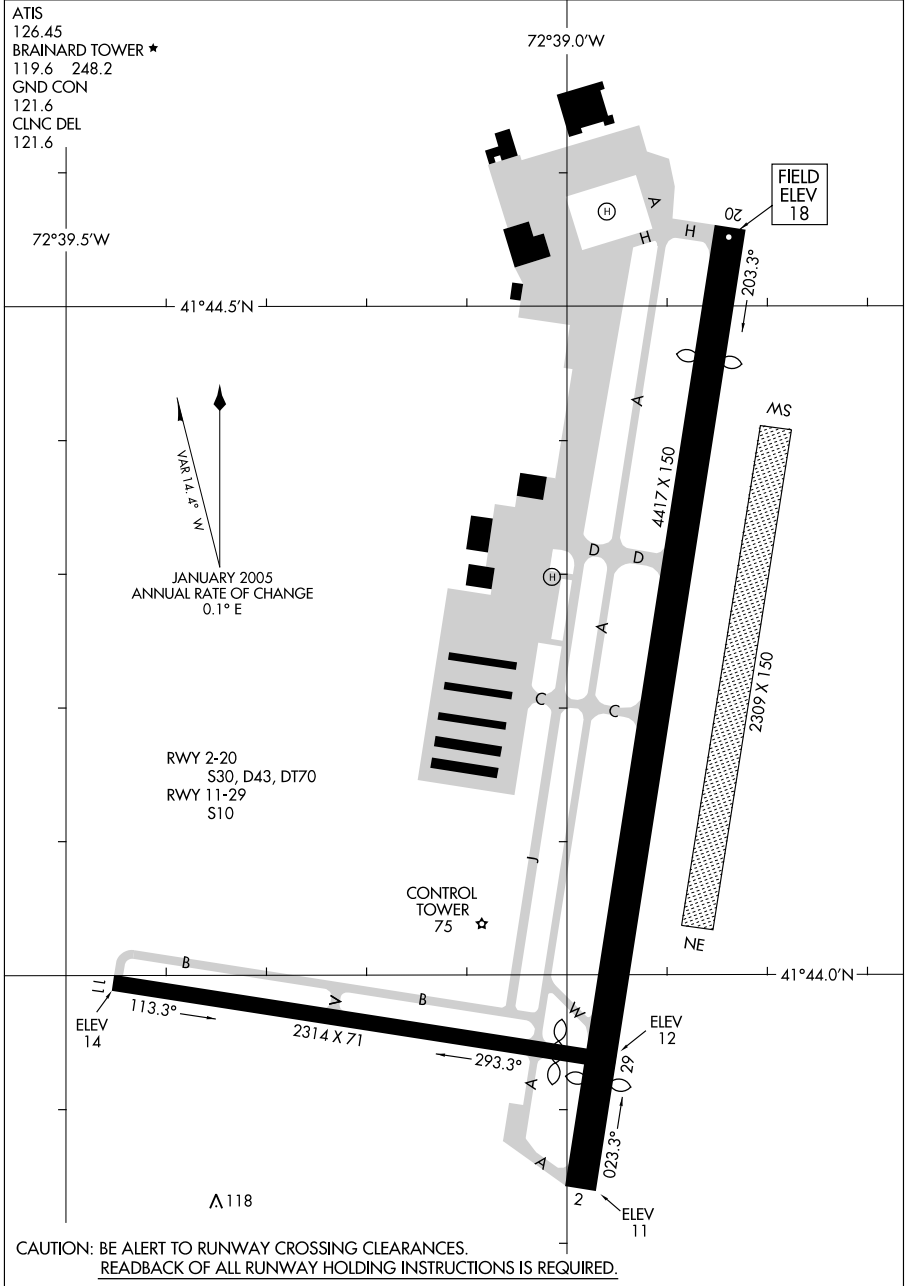 ATIS
126.45
BRAINARD TOWER ★
119.6 248.2
GND CON
121.6
CLNC DEL
121.6
72°39.0'W
72°39.5'W
FIELD
ELEV
18
20
A
H
H
203.3°
41°44.5'N
VAR 14.4° W
JANUARY 2005
ANNUAL RATE OF CHANGE
0.1° E
A
4417 X 150
SW
D
D
H
H
A
2309 X 150
C
C
RWY 2-20
S30, D43, DT70
RWY 11-29
S10
J
CONTROL
TOWER
75
NE
B
B
41°44.0'N
11
ELEV
14
113.3°
V
2314 X 71
W
293.3°
ELEV
12
29
A
A
023.3°
2
ELEV
11
118
CAUTION: BE ALERT TO RUNWAY CROSSING CLEARANCES.
READBACK OF ALL RUNWAY HOLDING INSTRUCTIONS IS REQUIRED.